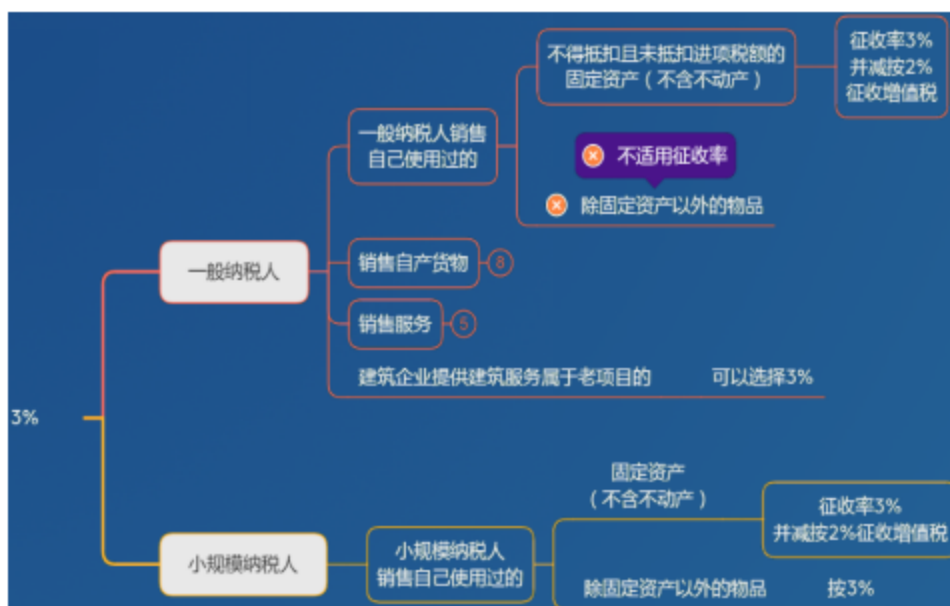 不得抵扣且未抵扣进项税额的
固定资产（不含不动产）
征收率3%
并减按2%
征收增值税
一般纳税人销售
自己使用过的
不适用征收率
除固定资产以外的物品
一般纳税人
销售自产货物
8
销售服务
5
建筑企业提供建筑服务属于老项目的 可以选择3%
3%
固定资产
（不含不动产）
征收率3%
并减按2%征收增值税
小规模纳税人
小规模纳税人
销售自己使用过的
除固定资产以外的物品 按3%